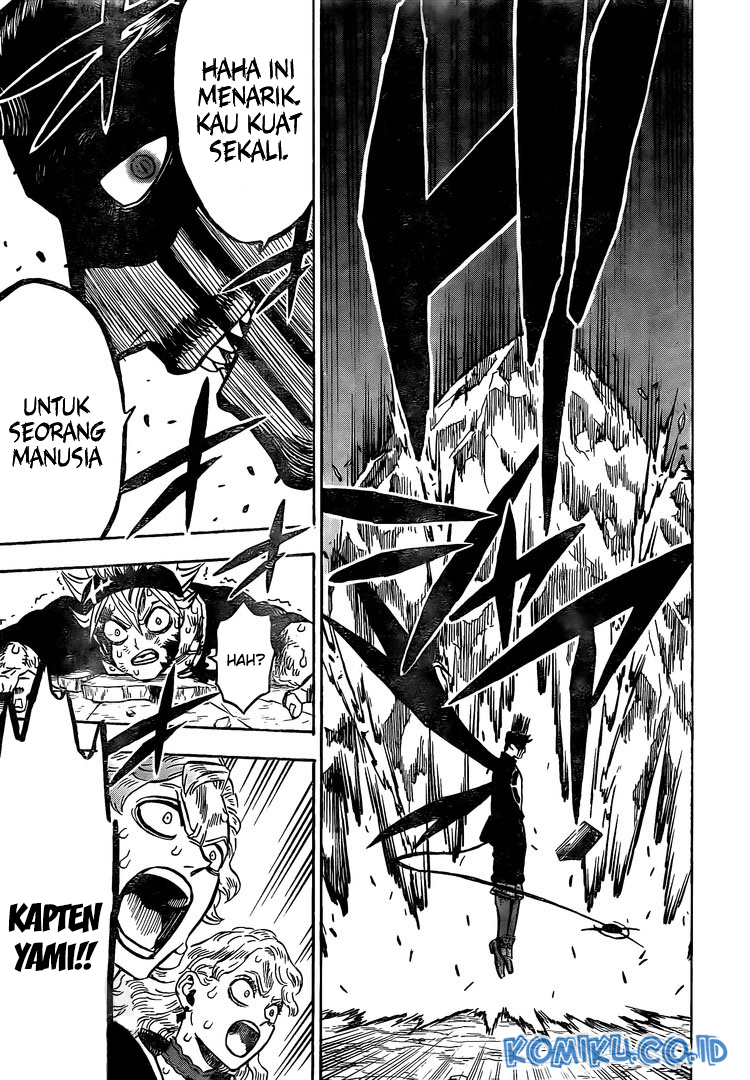 HAHA INI
MENARIK.
KAU KUAT
SEKALI.
UNTUK
SEORANG
MANUSIA
HAH?
KAPTEN
YAMI!!
KOMIKU.CO.ID